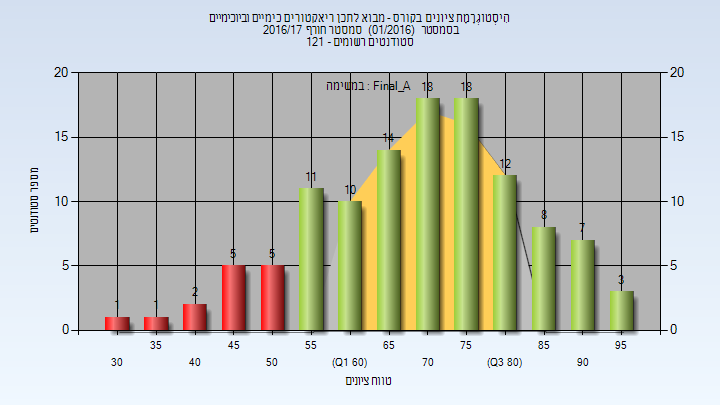 הִיסְטוֹגְרָמַת ציונים בקורס - מבוא לתכן ריאקטורים כימיים וביוכימיים
בסמסטר (01/2016) סמסטר חורף 2016/17
סטודנטים רשומים - 121
במשימה : Final_A
מספר סטודנטים
20 15 10 5 0
20 15 10 5 0
1 1 2 5 5 11 10 14 18 18 12 8 7 3
35 45 55 65 75 85 95
30 40 50 (Q1 60) 70 (Q3 80) 90
טווח ציונים